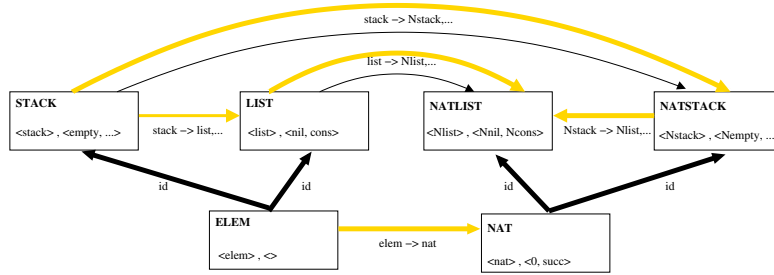 stack −> Nstack,...
list −> Nlist,...
STACK
<stack> , <empty, ...>
stack −> list,...
LIST
<list> , <nil, cons>
NATLIST
<Nlist> , <Nnil, Ncons>
Nstack −> Nlist,...
NATSTACK
<Nstack> , <Nempty, ...
id
id
id
id
ELEM
<elem> , <>
elem −> nat
NAT
<nat> , <0, succ>